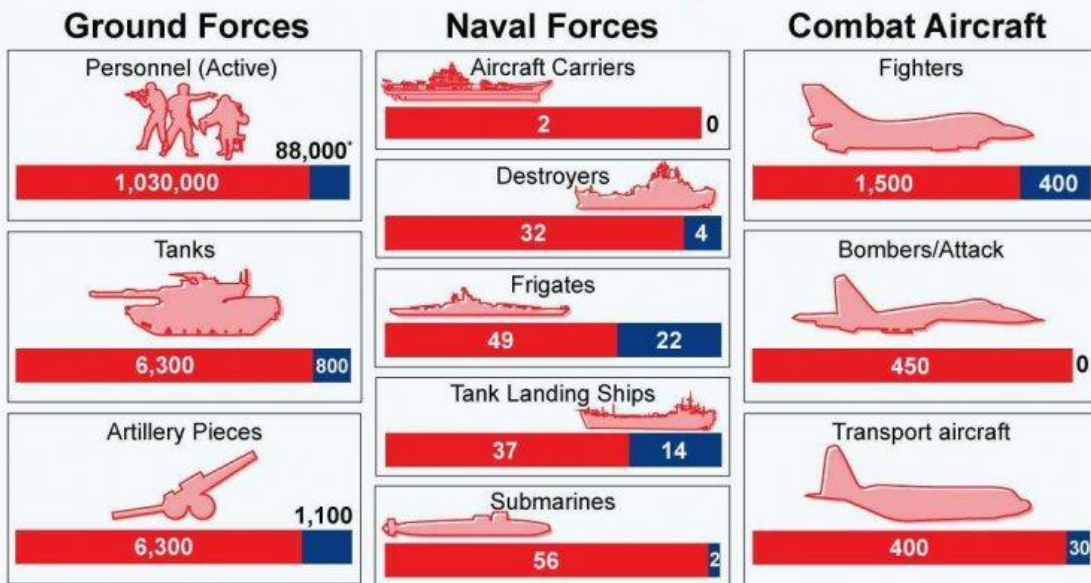 Ground Forces
Personnel (Active)
88,000*
1,030,000
Tanks
6,300
800
Artillery Pieces
1,100
6,300
Naval Forces
Aircraft Carriers
2
0
Destroyers
32
4
Frigates
49
22
Tank Landing Ships
37
14
Submarines
56
2
Combat Aircraft
Fighters
1,500
400
Bombers/Attack
450
0
Transport aircraft
400
30